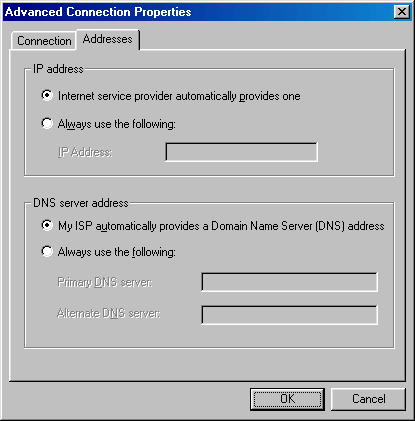 Advanced Connection Properties
Connection
Addresses
IP address
Internet service provider automatically provides one
Always use the following:
IP Address:
DNS server address
My ISP automatically provides a Domain Name Server (DNS) address
Always use the following:
Primary DNS server:
Alternate DNS server:
OK
Cancel